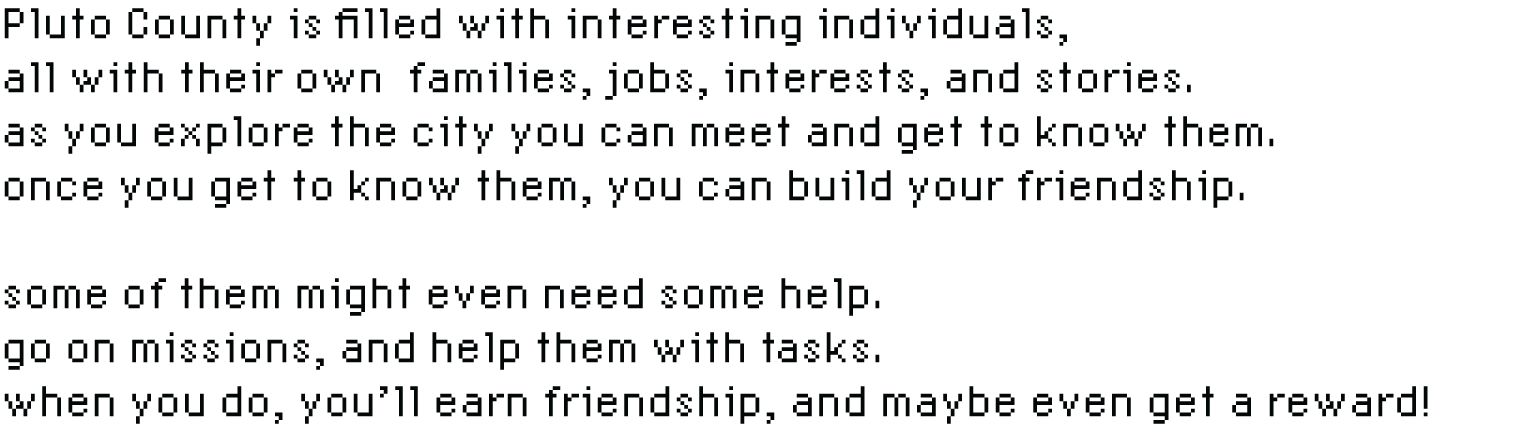 Pluto County is filled with interesting individuals,
all with their own  families, jobs, interests, and stories.
as you explore the city you can meet and get to know them.
once you get to know them, you can build your friendship.
some of them might even need some help.
go on missions, and help them with tasks.
when you do, you’ll earn friendship, and maybe even get a reward!